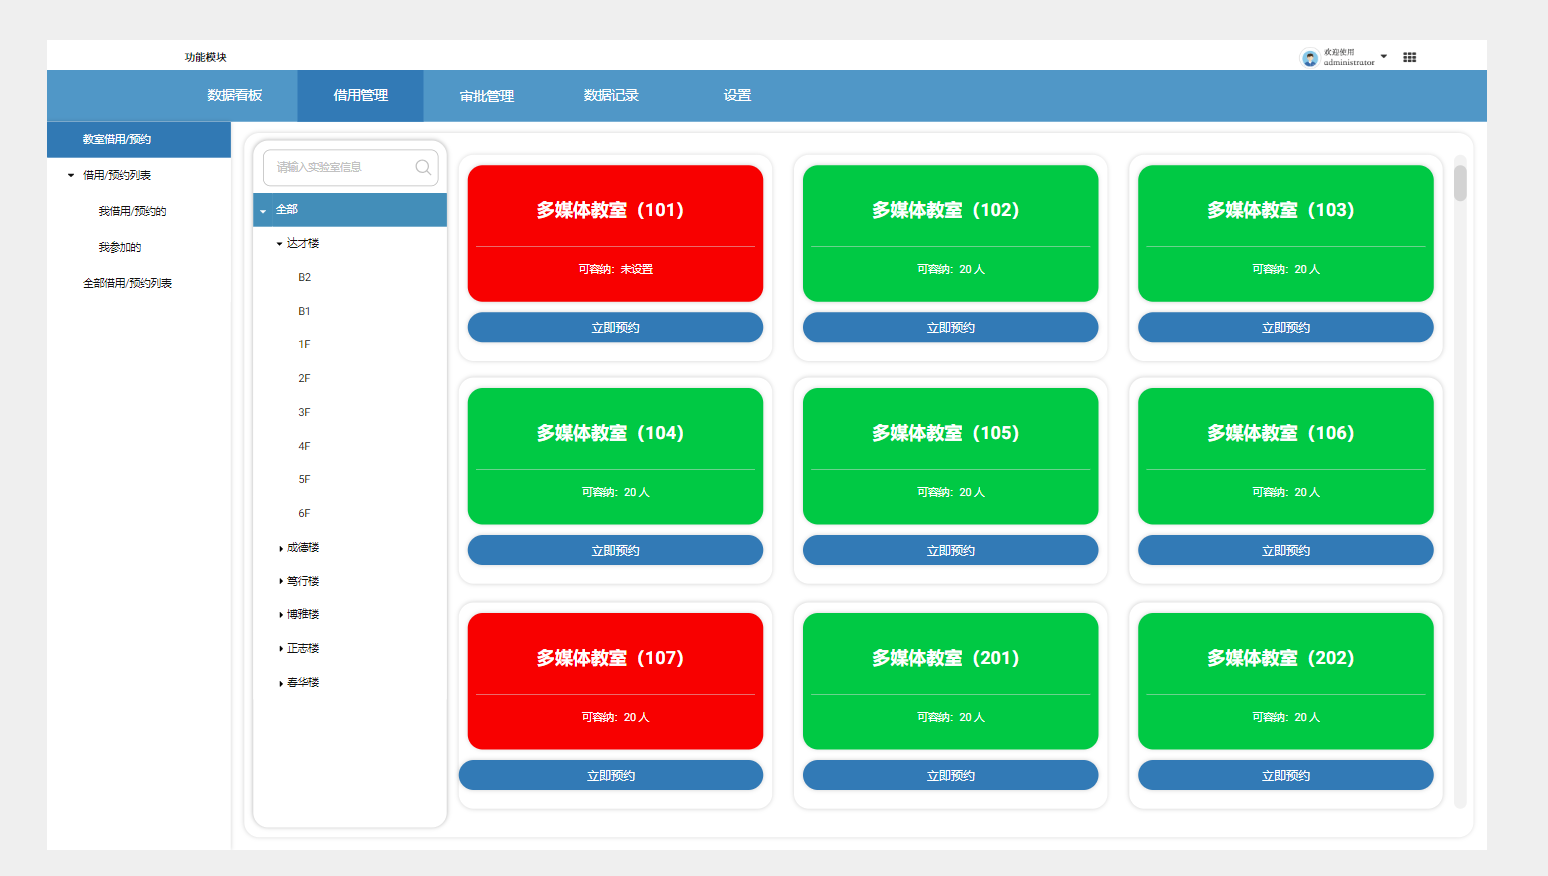 功能模块
欢迎使用
administrator
数据看板
借用管理
审批管理
数据记录
设置
教室借用/预约
借用/预约列表
我借用/预约的
我参加的
全部借用/预约列表
请输入实验室信息
全部
达才楼
B2
B1
1F
2F
3F
4F
5F
6F
成德楼
笃行楼
博雅楼
正志楼
春华楼
多媒体教室（101）
可容纳：未设置
立即预约
多媒体教室（102）
可容纳：20 人
立即预约
多媒体教室（103）
可容纳：20 人
立即预约
多媒体教室（104）
可容纳：20 人
立即预约
多媒体教室（105）
可容纳：20 人
立即预约
多媒体教室（106）
可容纳：20 人
立即预约
多媒体教室（107）
可容纳：20 人
立即预约
多媒体教室（201）
可容纳：20 人
立即预约
多媒体教室（202）
可容纳：20 人
立即预约